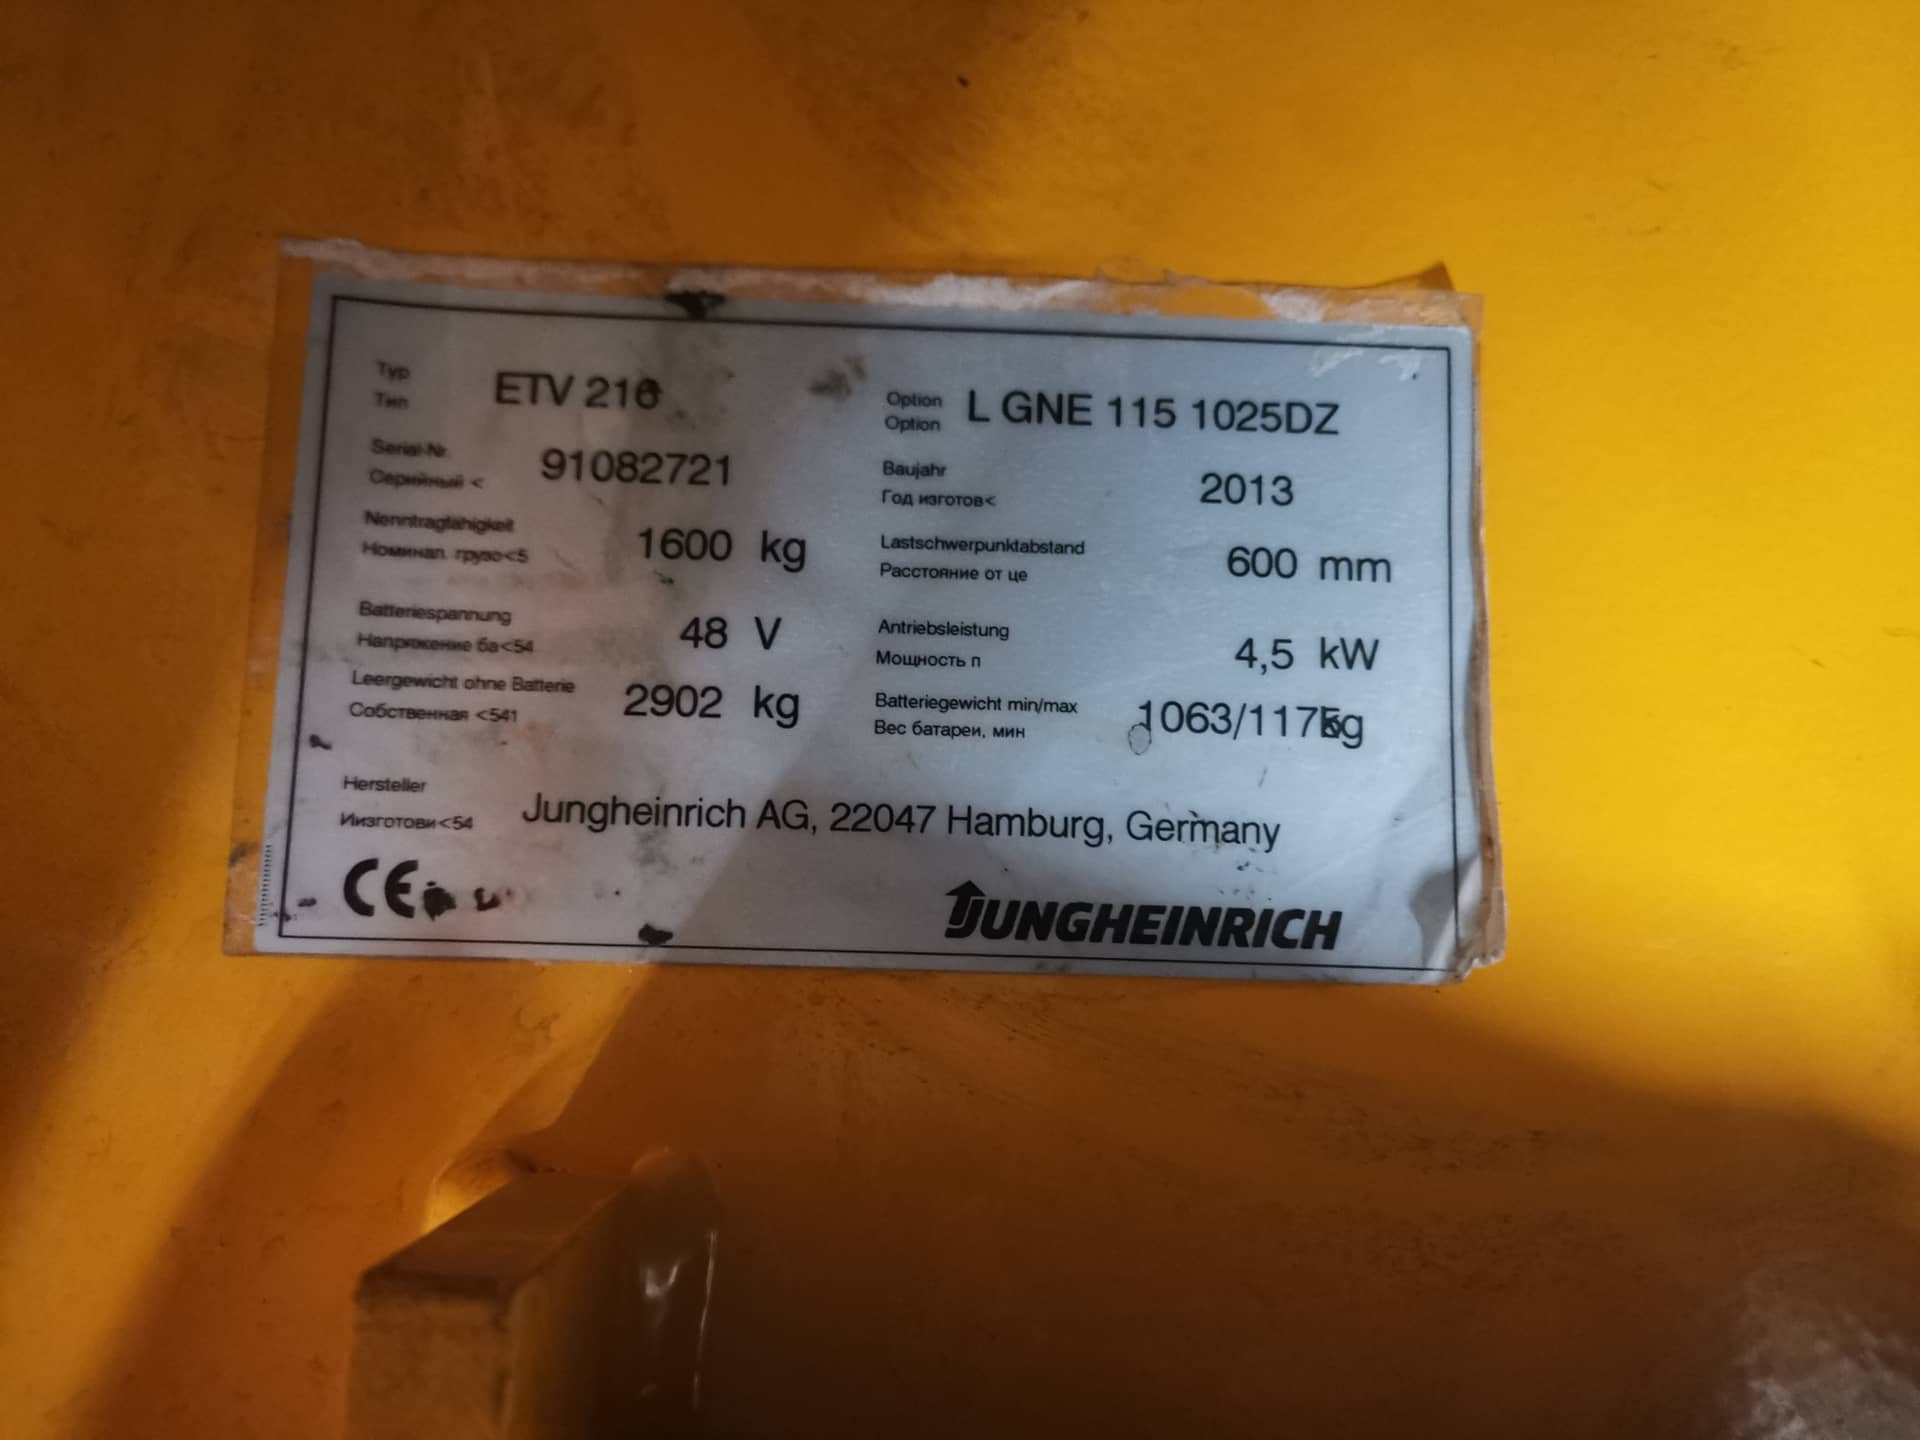 Typ
Тип
ETV 216
Option
Option
L GNE 115 1025DZ
Serial-Nr.
Серийный <
91082721
Baujahr
Год изготов<
2013
Nenntragfähigkeit
Номинал. грузо<5
1600 kg
Lastschwerpunktabstand
Расстояние от це
600 mm
Batteriespannung
Напряжение ба<54
48 V
Antriebsleistung
Мощность п
4,5 kW
Leergewicht ohne Batterie
Собственная <541
2902 kg
Batteriegewicht min/max
Вес батареи, мин
1063/1175kg
Hersteller
Иизготови<54
Jungheinrich AG, 22047 Hamburg, Germany
CE
JUNGHEINRICH